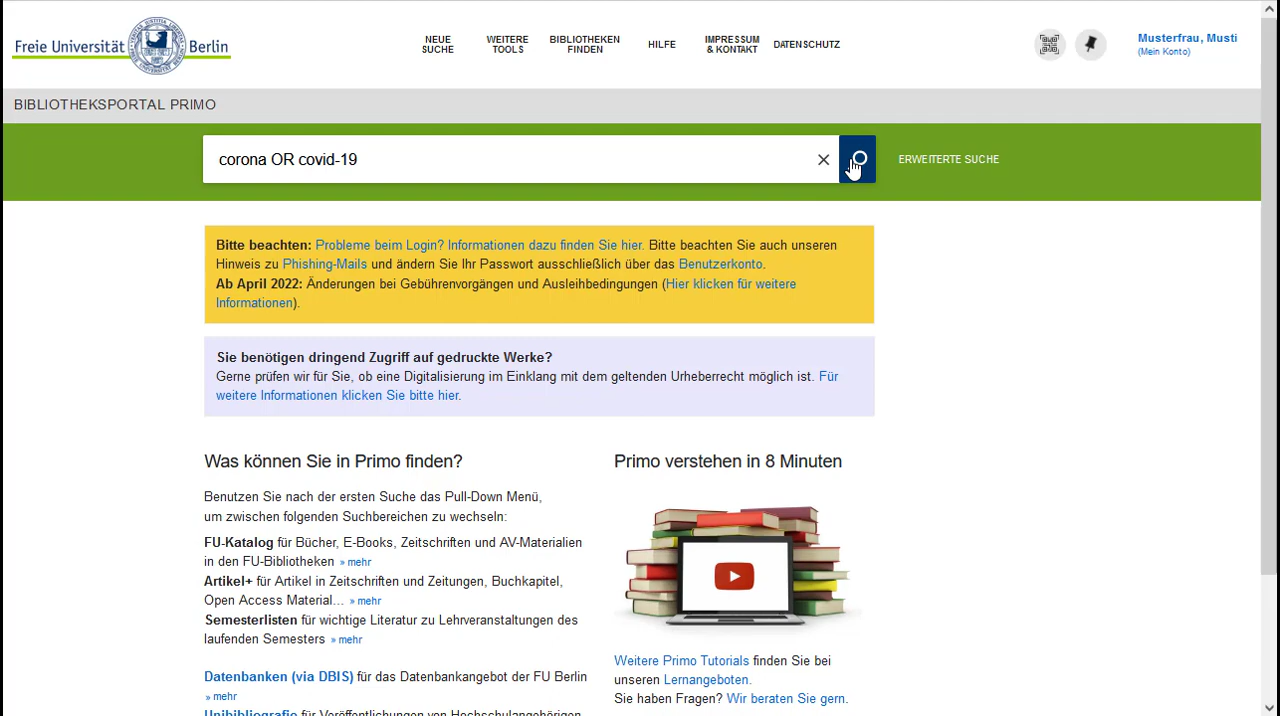 Freie Universität Berlin
NEUE SUCHE
WEITERE TOOLS
BIBLIOTHEKEN FINDEN
HILFE
IMPRESSUM & KONTAKT
DATENSCHUTZ
Musterfrau, Musti
(Mein Konto)
BIBLIOTHEKSPORTAL PRIMO
corona OR covid-19
ERWEITERTE SUCHE
Bitte beachten: Probleme beim Login? Informationen dazu finden Sie hier. Bitte beachten Sie auch unseren
Hinweis zu Phishing-Mails und ändern Sie Ihr Passwort ausschließlich über das Benutzerkonto.
Ab April 2022: Änderungen bei Gebührenvorgängen und Ausleihbedingungen (Hier klicken für weitere
Informationen).
Sie benötigen dringend Zugriff auf gedruckte Werke?
Gerne prüfen wir für Sie, ob eine Digitalisierung im Einklang mit dem geltenden Urheberrecht möglich ist. Für
weitere Informationen klicken Sie bitte hier.
Was können Sie in Primo finden?
Benutzen Sie nach der ersten Suche das Pull-Down Menü,
um zwischen folgenden Suchbereichen zu wechseln:
FU-Katalog für Bücher, E-Books, Zeitschriften und AV-Materialien
in den FU-Bibliotheken » mehr
Artikel+ für Artikel in Zeitschriften und Zeitungen, Buchkapitel,
Open Access Material... » mehr
Semesterlisten für wichtige Literatur zu Lehrveranstaltungen des
laufenden Semesters » mehr
Datenbanken (via DBIS) für das Datenbankangebot der FU Berlin
» mehr
Unibibliografie für Veröffentlichungen von Hochschulangehörigen
Primo verstehen in 8 Minuten
Weitere Primo Tutorials finden Sie bei
unseren Lernangeboten.
Sie haben Fragen? Wir beraten Sie gern.